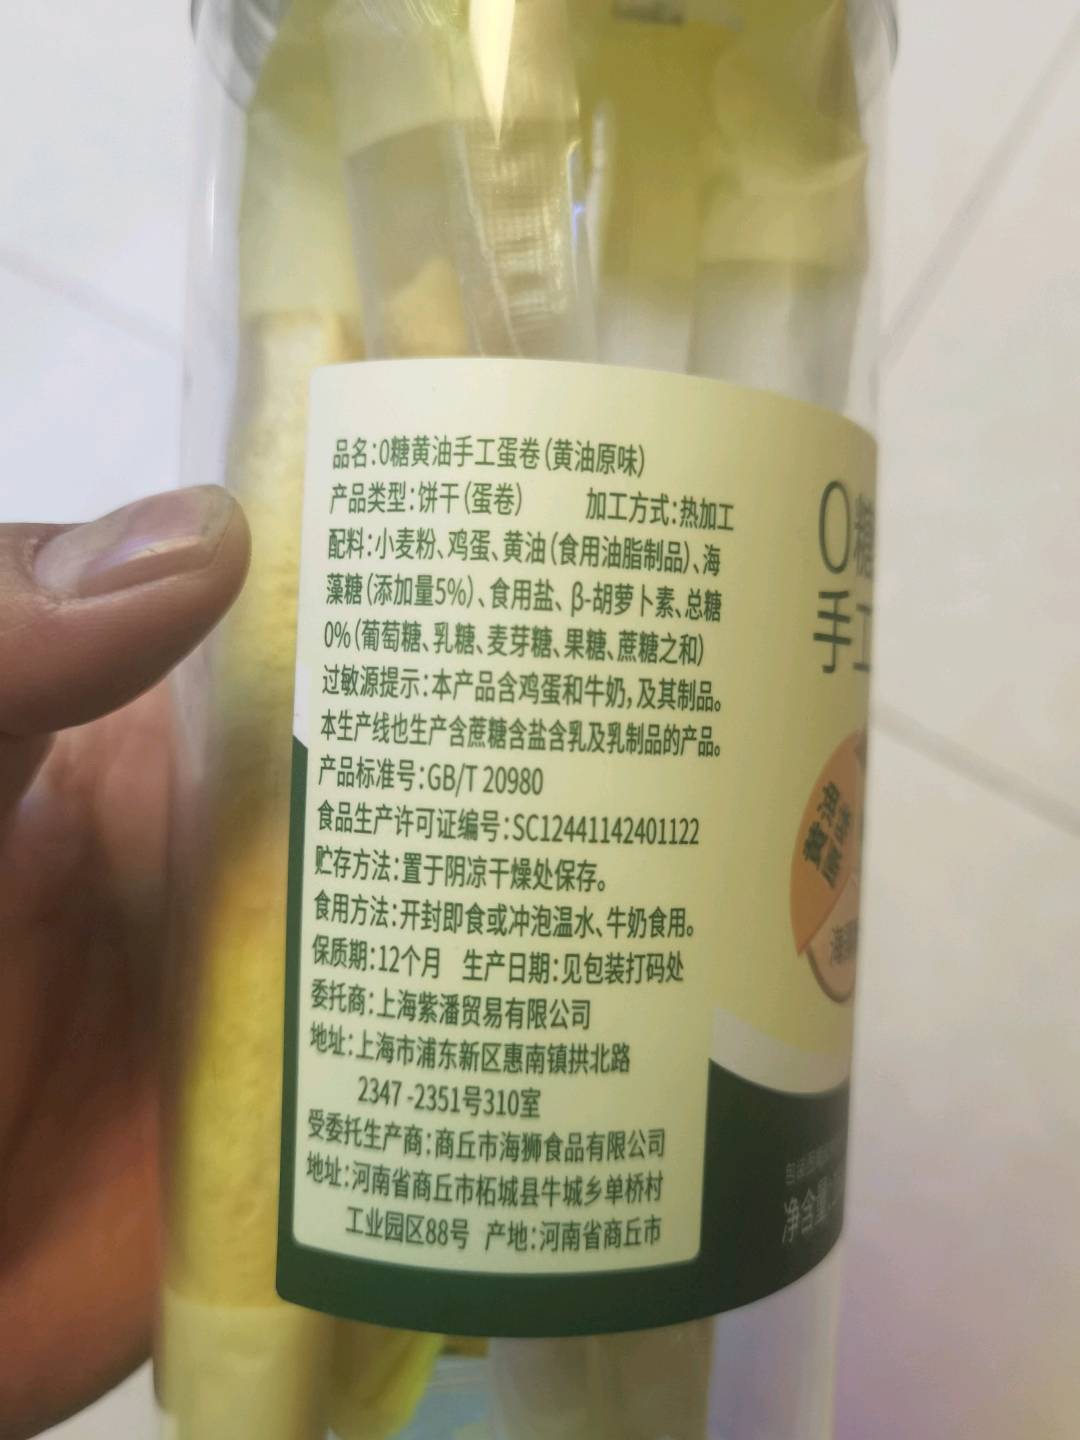 品名:0糖黄油手工蛋卷(黄油原味)
产品类型:饼干(蛋卷) 加工方式:热加工
配料:小麦粉、鸡蛋、黄油(食用油脂制品)、海
藻糖(添加量5%)、食用盐、β-胡萝卜素、总糖
0%(葡萄糖、乳糖、麦芽糖、果糖、蔗糖之和)
过敏源提示:本产品含鸡蛋和牛奶,及其制品。
本生产线也生产含蔗糖含盐含乳及乳制品的产品。
产品标准号:GB/T 20980
食品生产许可证编号:SC12441142401122
贮存方法:置于阴凉干燥处保存。
食用方法:开封即食或冲泡温水、牛奶食用。
保质期:12个月 生产日期:见包装打码处
委托商:上海紫潘贸易有限公司
地址:上海市浦东新区惠南镇拱北路
2347-2351号310室
受委托生产商:商丘市海狮食品有限公司
地址:河南省商丘市柘城县牛城乡单桥村
工业园区88号 产地:河南省商丘市
0糖
手工
黄油
原味
净含量: